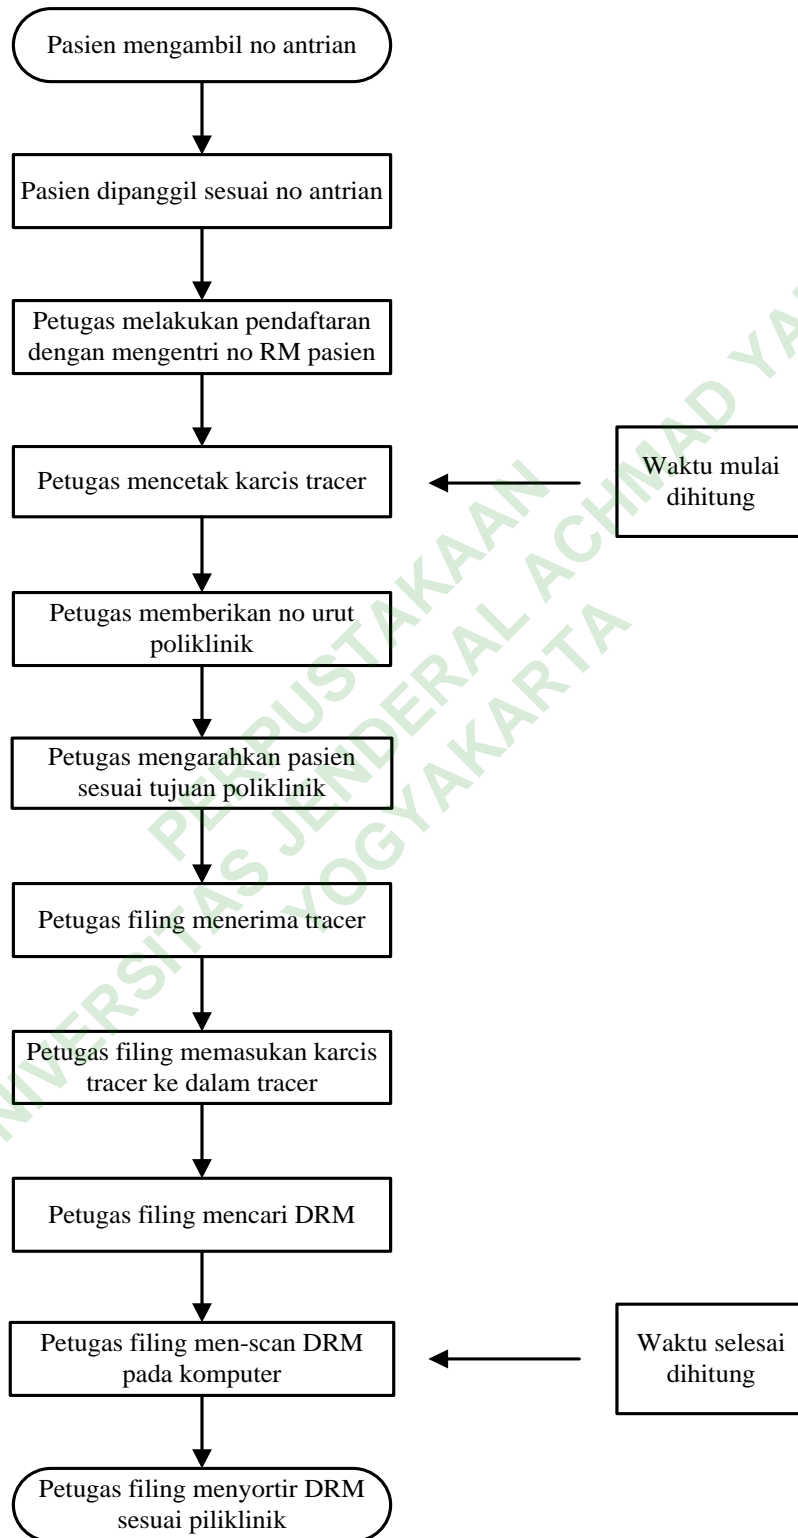 Pasien mengambil no antrian
Pasien dipanggil sesuai no antrian
Petugas melakukan pendaftaran
dengan mengentri no RM pasien
Petugas mencetak karcis tracer
Waktu mulai
dihitung
Petugas memberikan no urut
poliklinik
Petugas mengarahkan pasien
sesuai tujuan poliklinik
Petugas filing menerima tracer
Petugas filing memasukan karcis
tracer ke dalam tracer
Petugas filing mencari DRM
Petugas filing men-scan DRM
pada komputer
Waktu selesai
dihitung
Petugas filing menyortir DRM
sesuai piliklinik
PERPUSTAKAAN
JENDERAL ACHMAD
YOGYAKARTA